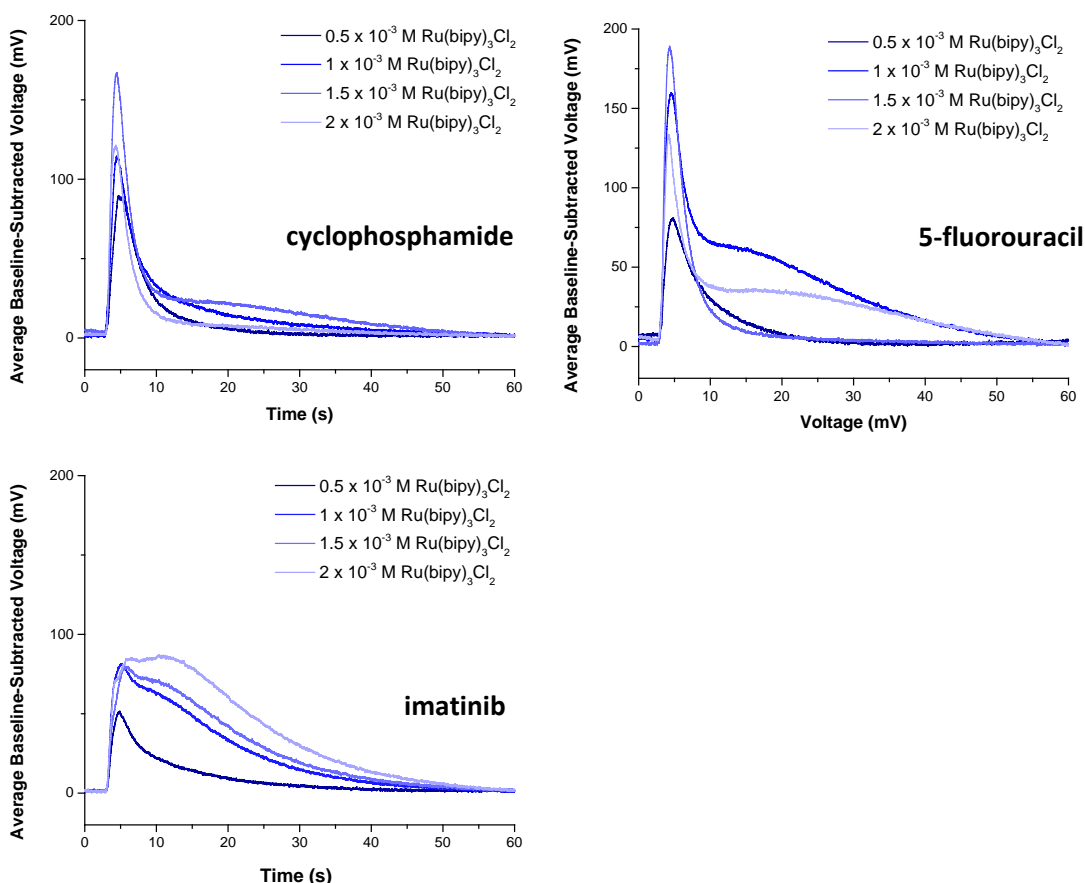 200
100
0
0 10 20 30 40 50 60
Average Baseline-Subtracted Voltage (mV)
Time (s)
0.5 x 10⁻³ M Ru(bipy)₃Cl₂
1 x 10⁻³ M Ru(bipy)₃Cl₂
1.5 x 10⁻³ M Ru(bipy)₃Cl₂
2 x 10⁻³ M Ru(bipy)₃Cl₂
cyclophosphamide
200
150
100
50
0
0 10 20 30 40 50 60
Average Baseline-Subtracted Voltage (mV)
Voltage (mV)
0.5 x 10⁻³ M Ru(bipy)₃Cl₂
1 x 10⁻³ M Ru(bipy)₃Cl₂
1.5 x 10⁻³ M Ru(bipy)₃Cl₂
2 x 10⁻³ M Ru(bipy)₃Cl₂
5-fluorouracil
200
100
0
0 10 20 30 40 50 60
Average Baseline-Subtracted Voltage (mV)
Time (s)
0.5 x 10⁻³ M Ru(bipy)₃Cl₂
1 x 10⁻³ M Ru(bipy)₃Cl₂
1.5 x 10⁻³ M Ru(bipy)₃Cl₂
2 x 10⁻³ M Ru(bipy)₃Cl₂
imatinib